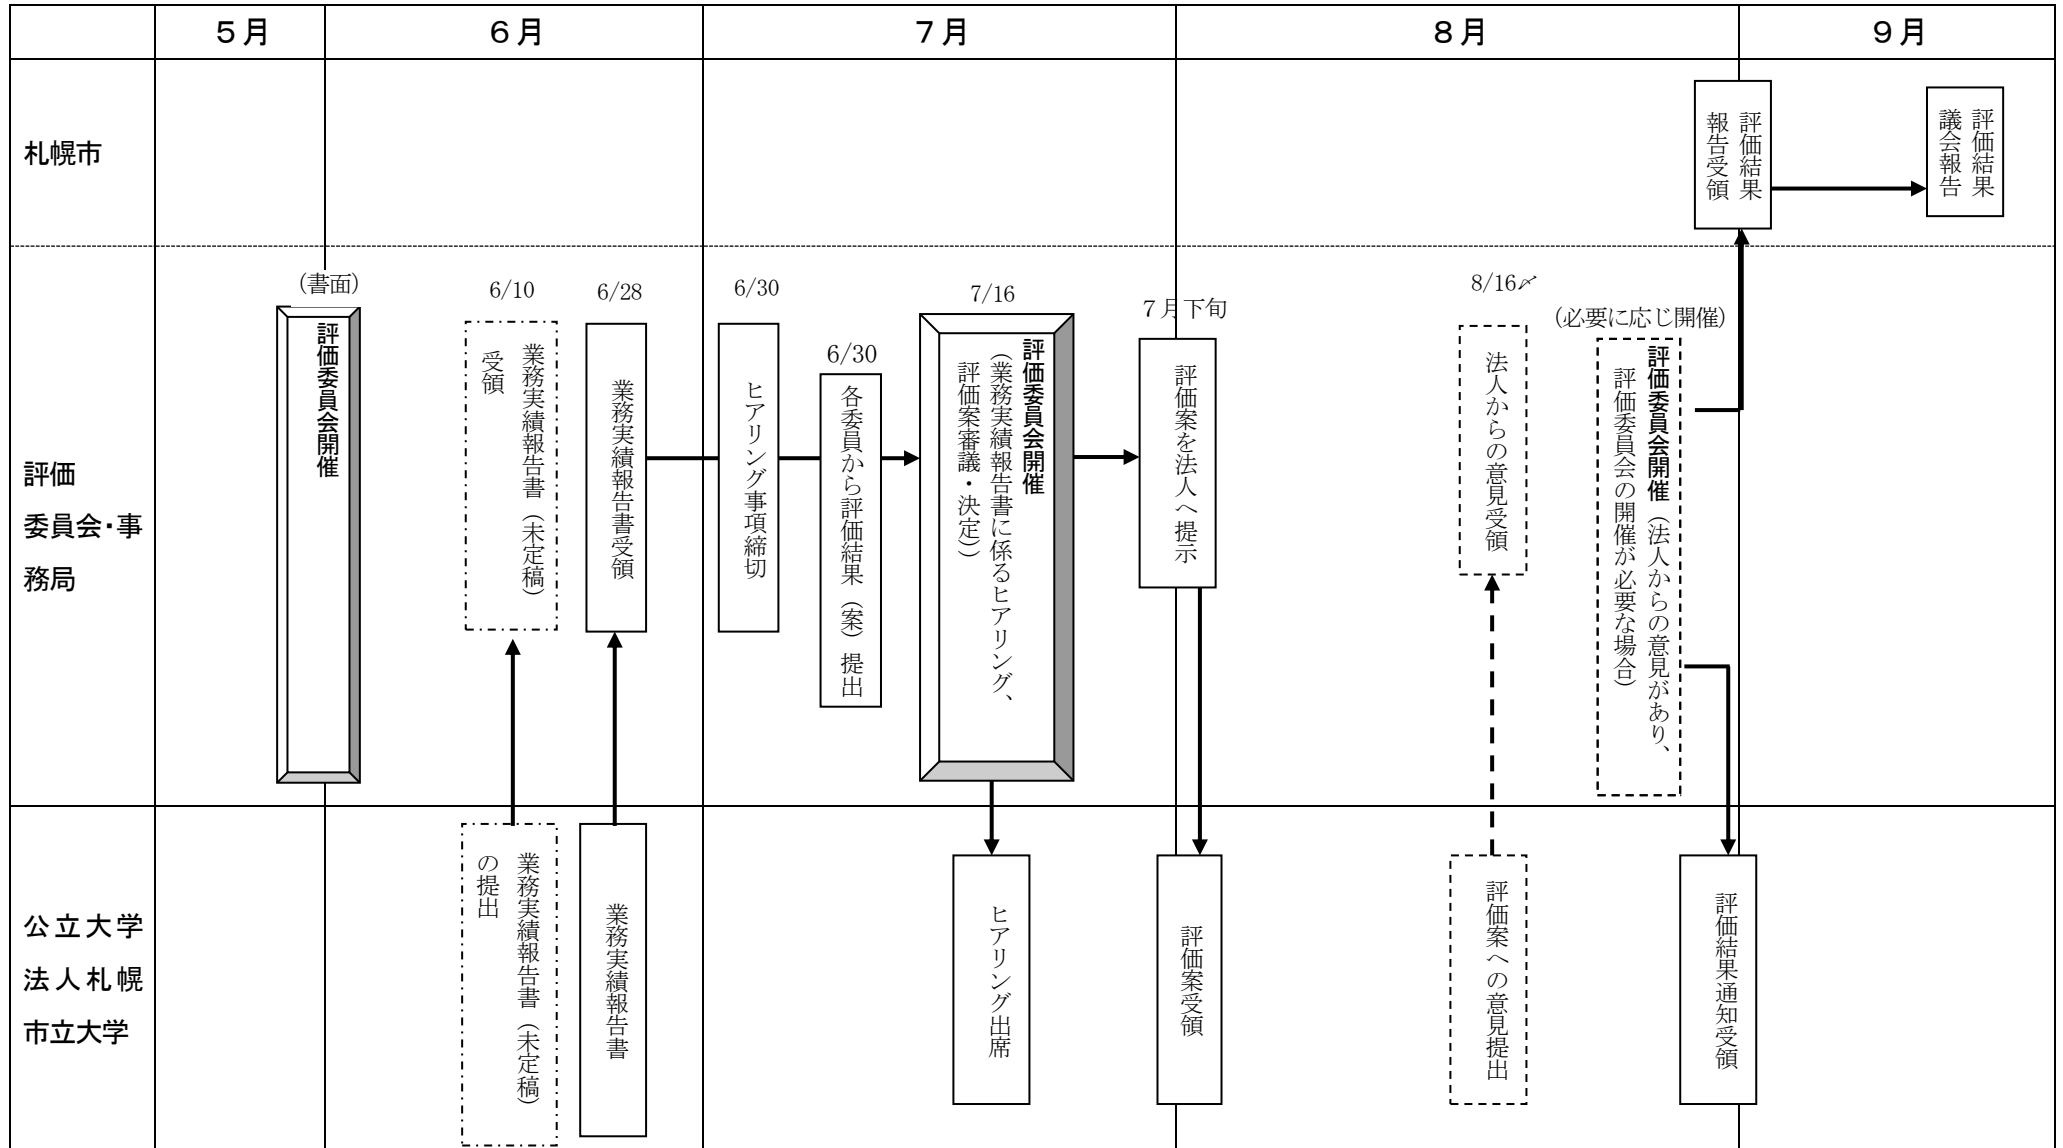 ５月
６月
７月
８月
９月
札幌市
評価結果
報告受領
評価結果
議会報告
評価
委員会・事
務局
（書面）
評価委員会開催
6/10
業務実績報告書（未定稿）
受領
6/28
業務実績報告書受領
6/30
ヒアリング事項締切
6/30
各委員から評価結果（案）提出
7/16
評価委員会開催
（業務実績報告書に係るヒアリング、
評価案審議・決定））
７月下旬
評価案を法人へ提示
8/16〆
法人からの意見受領
（必要に応じ開催）
評価委員会開催（法人からの意見があり、
評価委員会の開催が必要な場合）
公立大学
法人札幌
市立大学
業務実績報告書（未定稿）
の提出
業務実績報告書
ヒアリング出席
評価案受領
評価案への意見提出
評価結果通知受領